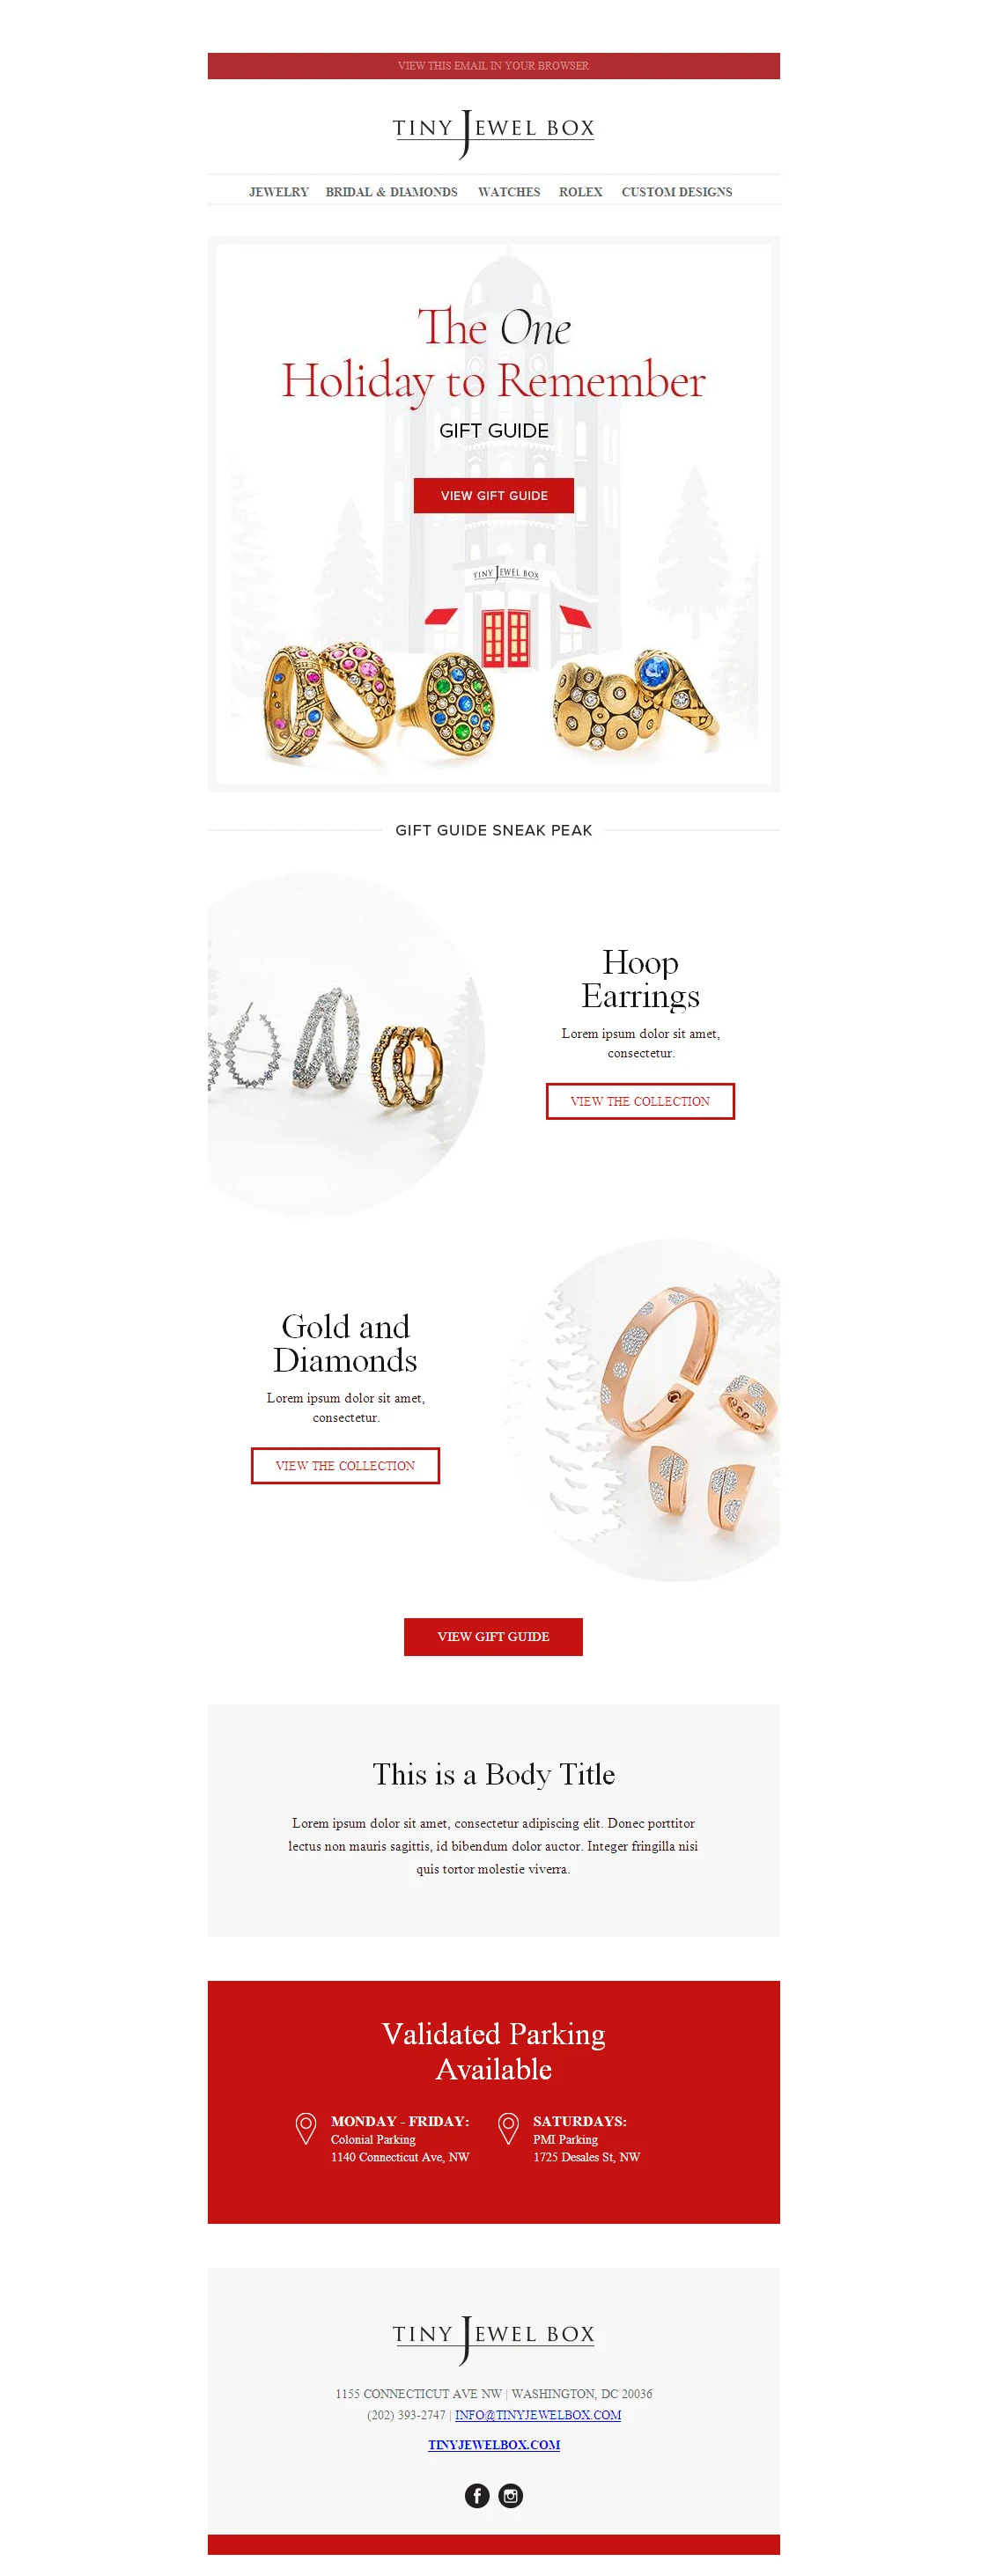 VIEW THIS EMAIL IN YOUR BROWSER
TINY JEWEL BOX
JEWELRY BRIDAL & DIAMONDS WATCHES ROLEX CUSTOM DESIGNS
The One
Holiday to Remember
GIFT GUIDE
VIEW GIFT GUIDE
TINY JEWEL BOX
GIFT GUIDE SNEAK PEAK
Hoop
Earrings
Lorem ipsum dolor sit amet,
consectetur.
VIEW THE COLLECTION
Gold and
Diamonds
Lorem ipsum dolor sit amet,
consectetur.
VIEW THE COLLECTION
VIEW GIFT GUIDE
This is a Body Title
Lorem ipsum dolor sit amet, consectetur adipiscing elit. Donec porttitor
lectus non mauris sagittis, id bibendum dolor auctor. Integer fringilla nisi
quis tortor molestie viverra.
Validated Parking
Available
MONDAY - FRIDAY:
Colonial Parking
1140 Connecticut Ave, NW
SATURDAYS:
PMI Parking
1725 Desales St, NW
TINY JEWEL BOX
1155 CONNECTICUT AVE NW | WASHINGTON, DC 20036
(202) 393-2747 | INFO@TINYJEWELBOX.COM
TINYJEWELBOX.COM